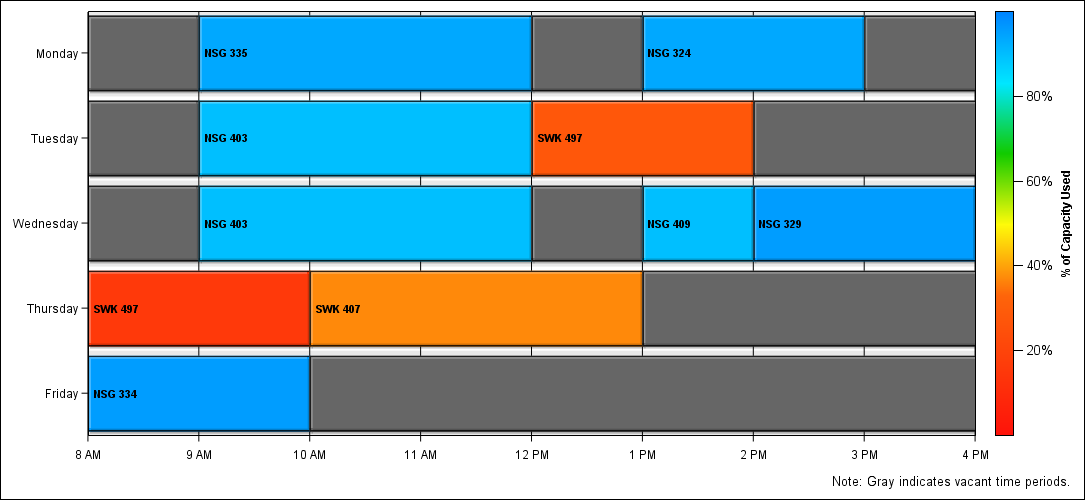 Monday
NSG 335
NSG 324
80%
Tuesday
NSG 403
SWK 497
60%
Wednesday
NSG 403
NSG 409
NSG 329
% of Capacity Used
40%
Thursday
SWK 497
SWK 407
20%
Friday
NSG 334
8 AM 9 AM 10 AM 11 AM 12 PM 1 PM 2 PM 3 PM 4 PM
Note: Gray indicates vacant time periods.